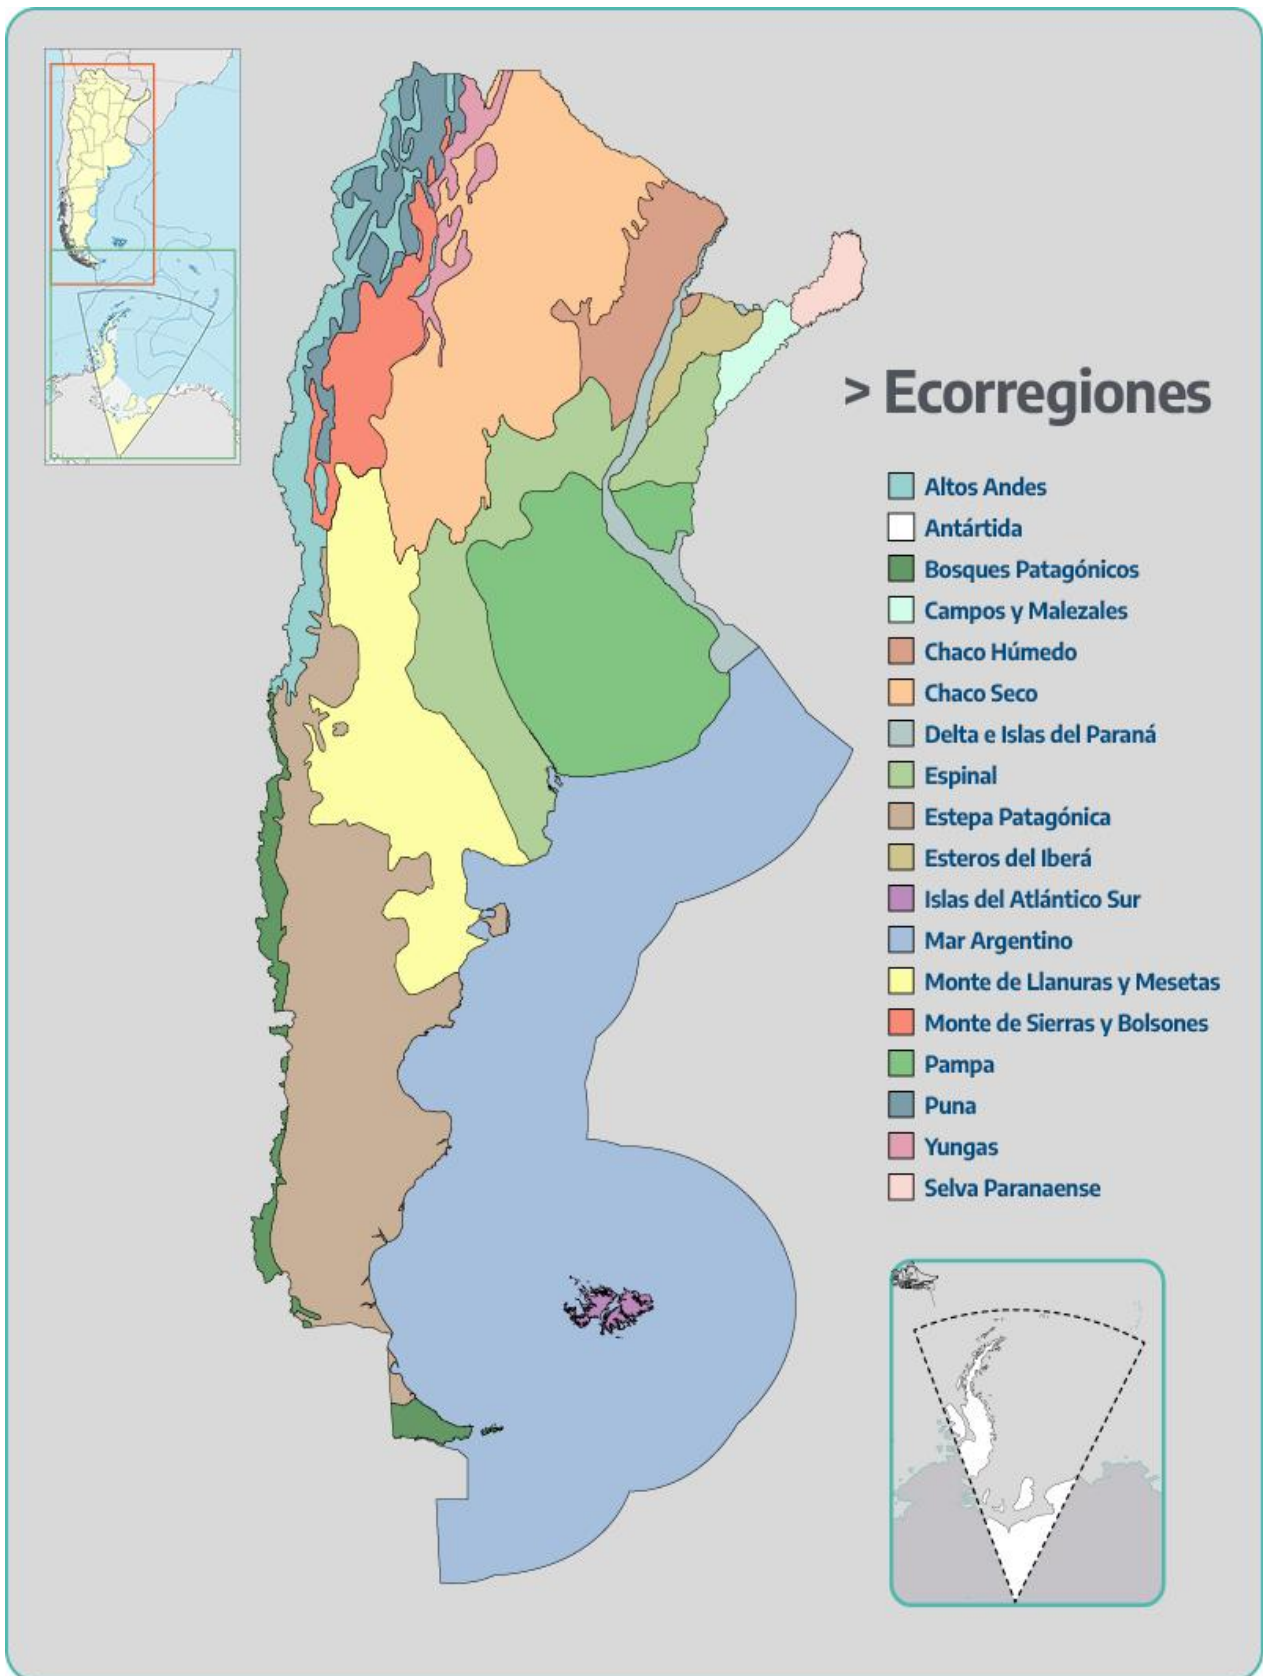 > Ecorregiones
Altos Andes
Antártida
Bosques Patagónicos
Campos y Malezales
Chaco Húmedo
Chaco Seco
Delta e Islas del Paraná
Espinal
Estepa Patagónica
Esteros del Iberá
Islas del Atlántico Sur
Mar Argentino
Monte de Llanuras y Mesetas
Monte de Sierras y Bolsones
Pampa
Puna
Yungas
Selva Paranaense